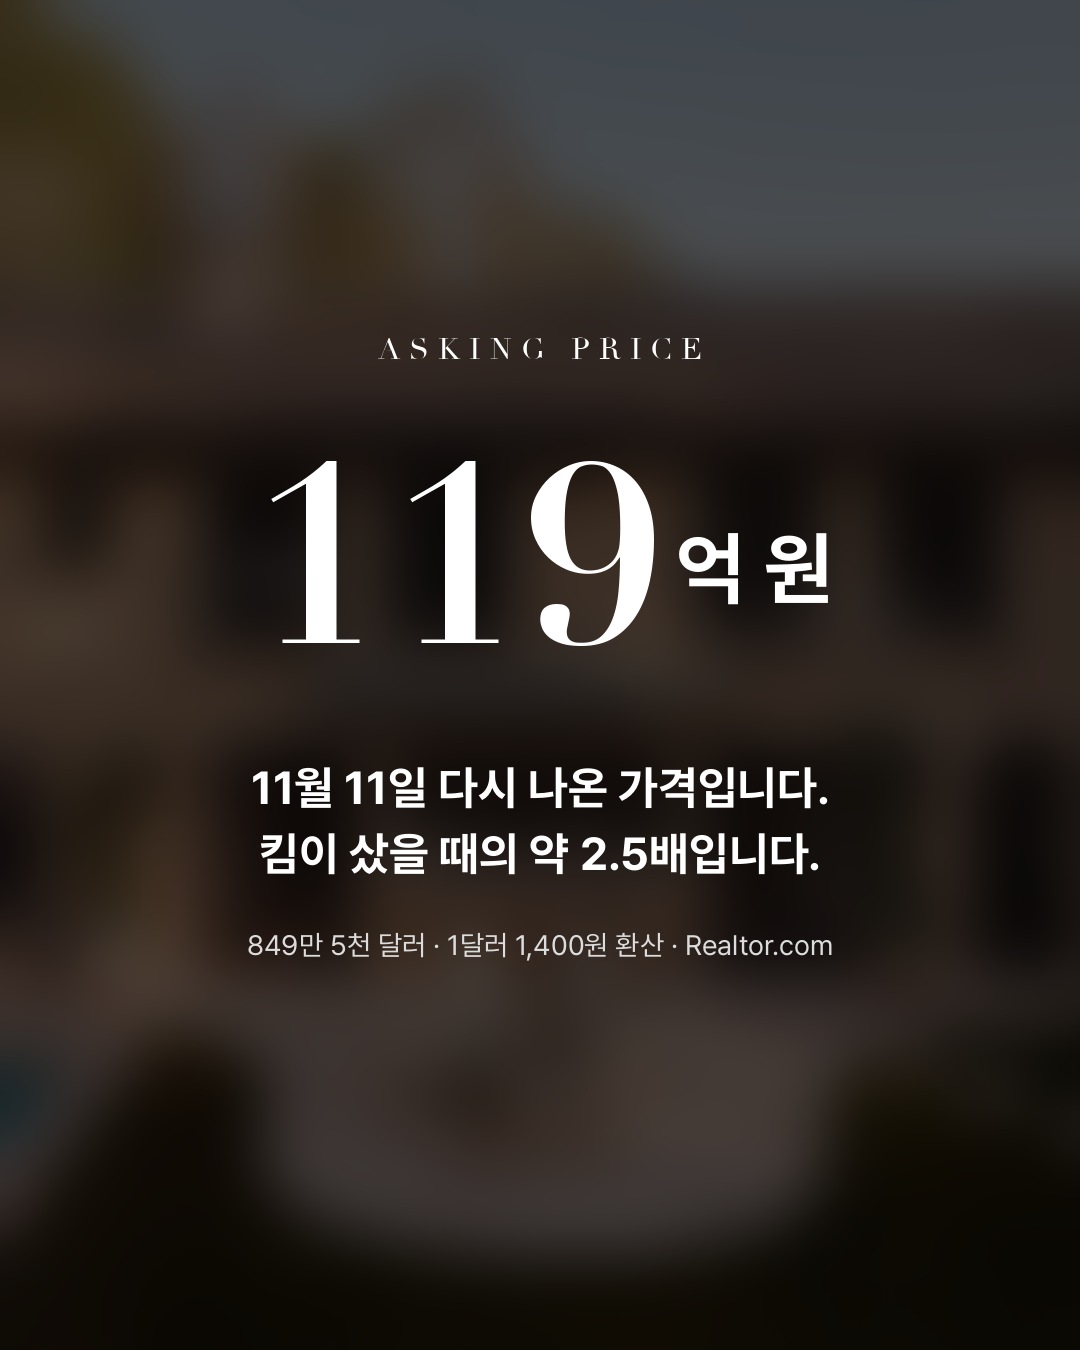 ASKING PRICE
119억 원
11월 11일 다시 나온 가격입니다.
킴이 샀을 때의 약 2.5배입니다.
849만 5천 달러 · 1달러 1,400원 환산 · Realtor.com